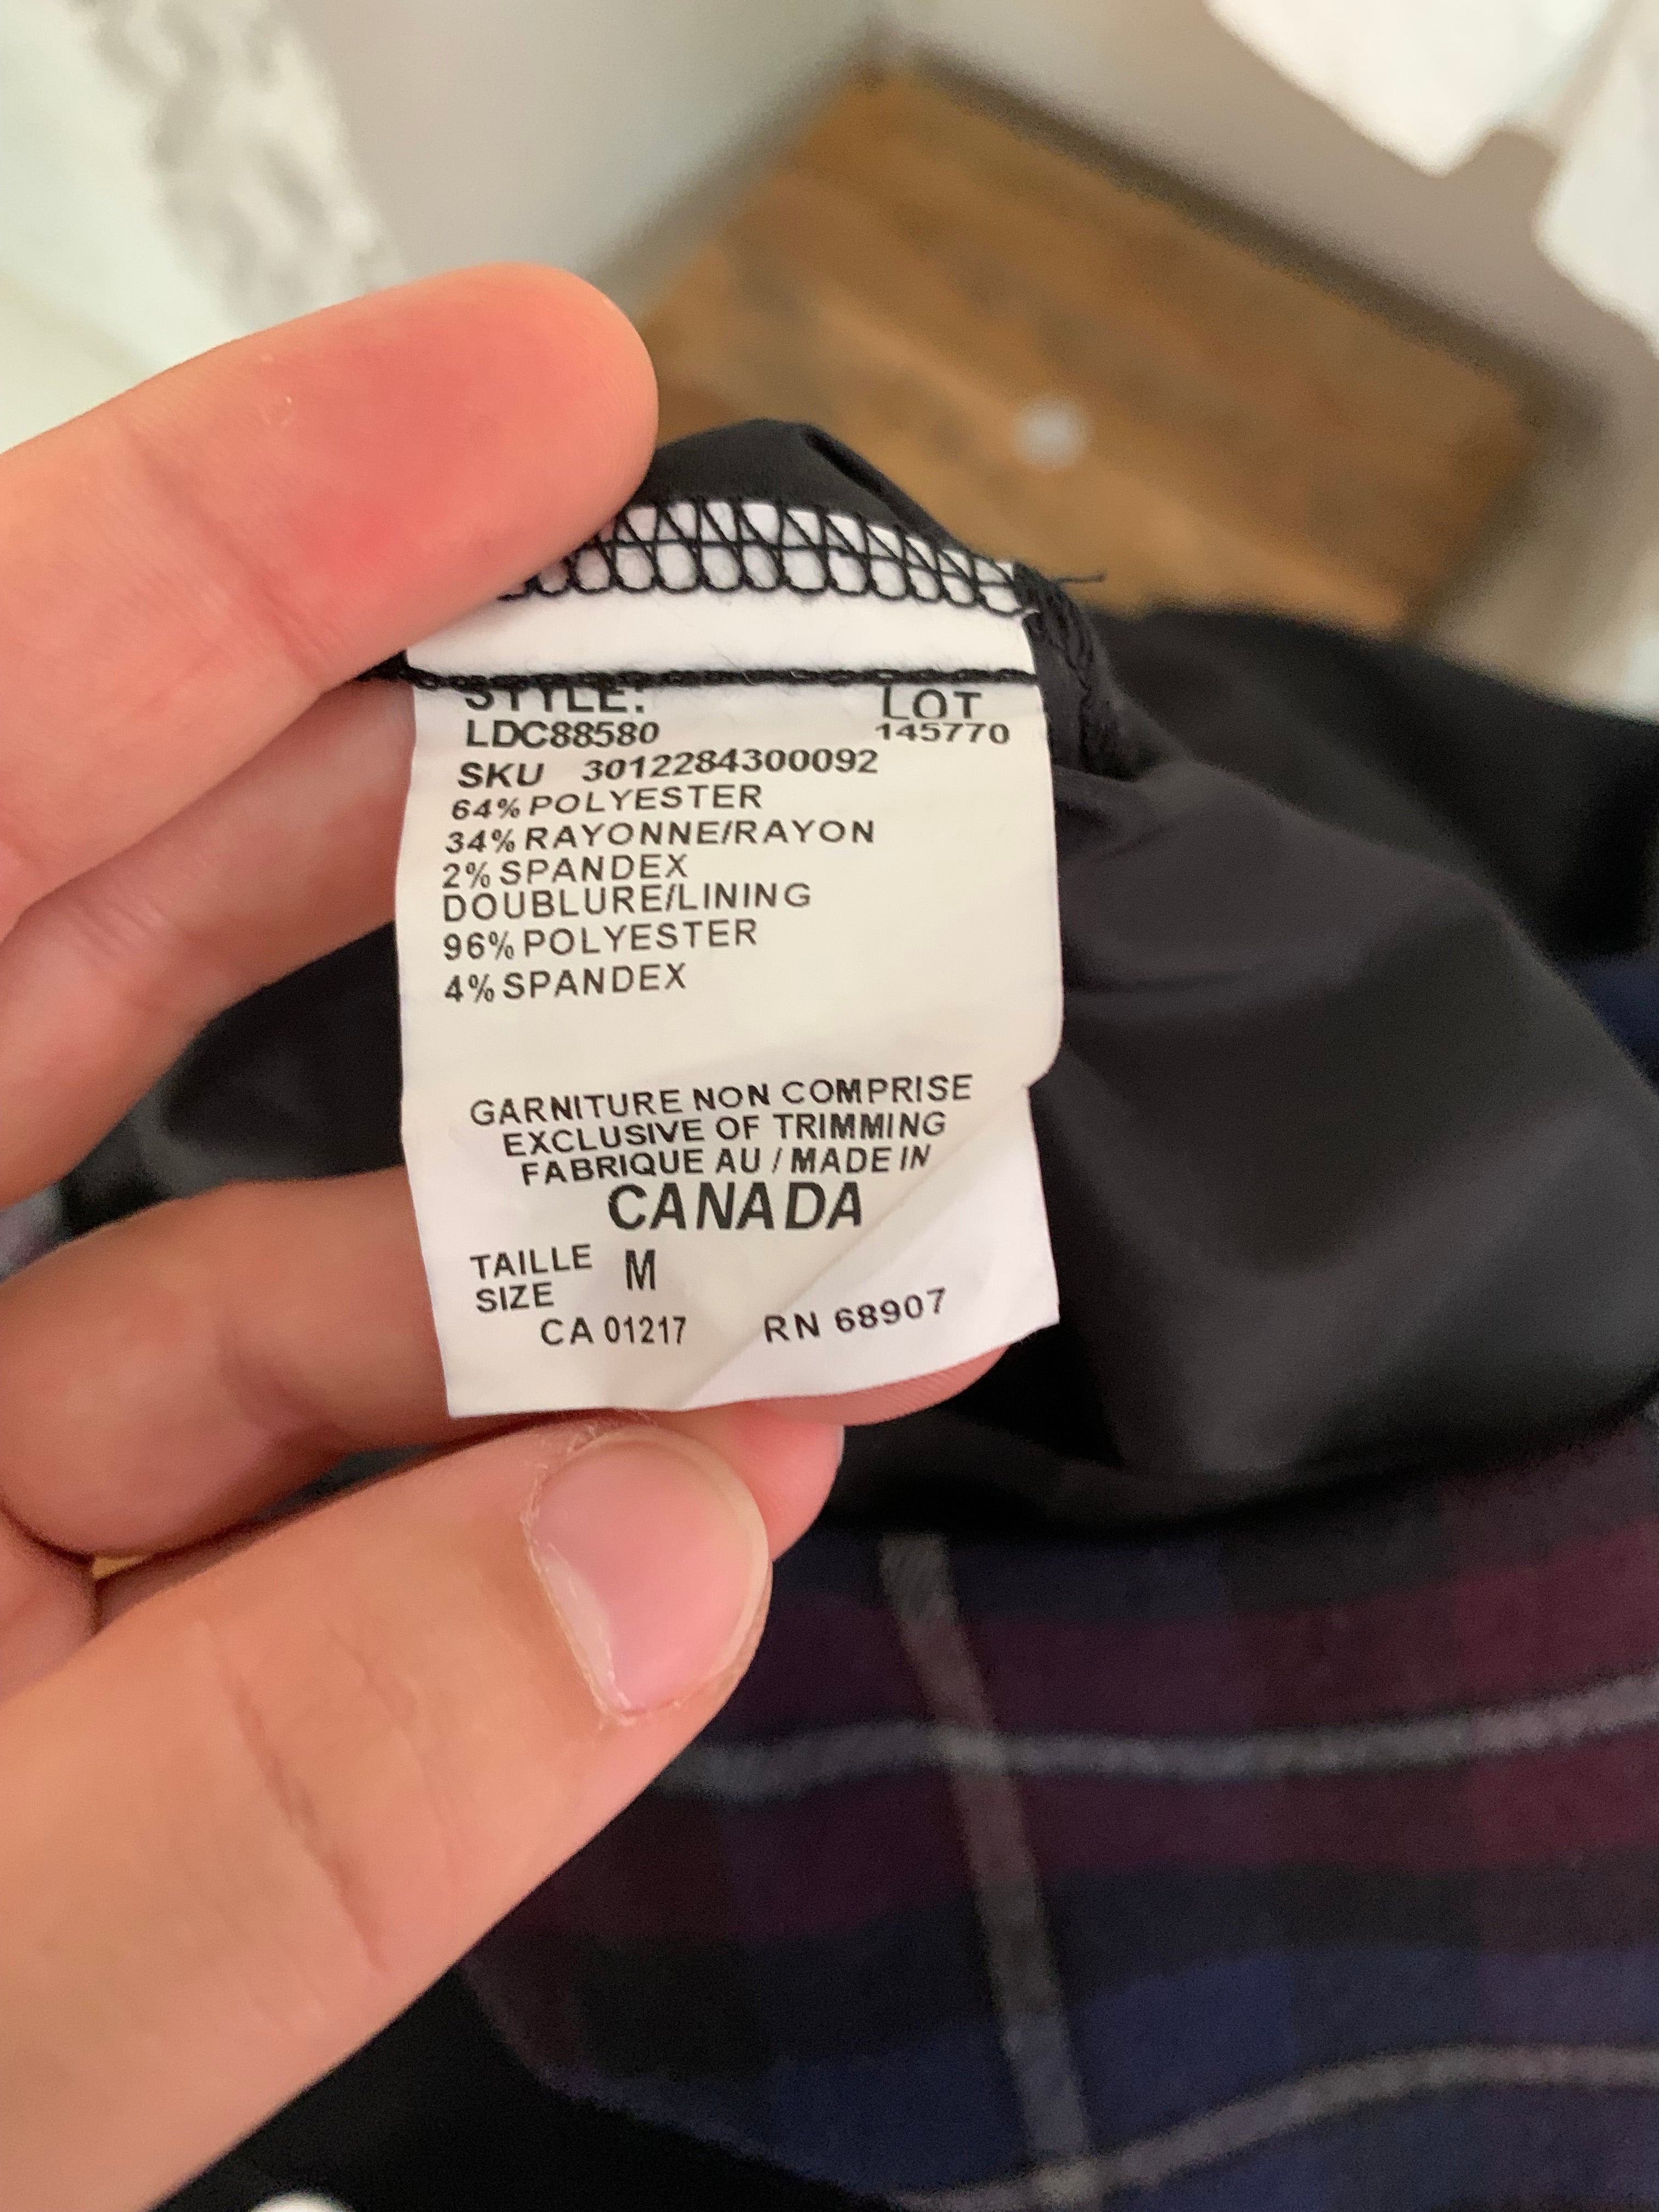 STYLE: LOT
LDC88580 145770
SKU 3012284300092
64% POLYESTER
34% RAYONNE/RAYON
2% SPANDEX
DOUBLURE/LINING
96% POLYESTER
4% SPANDEX
GARNITURE NON COMPRISE
EXCLUSIVE OF TRIMMING
FABRIQUE AU / MADE IN
CANADA
TAILLE M
SIZE
CA 01217 RN 68907